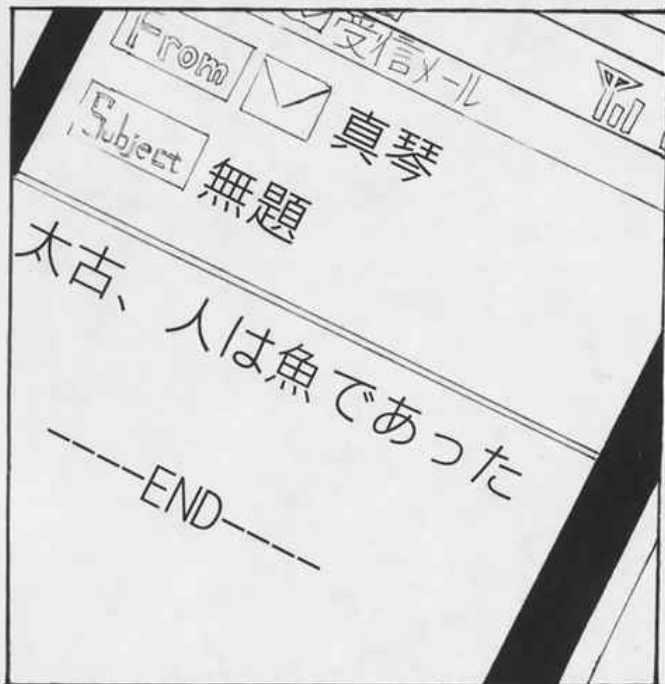 受信メール
From 真琴
Subject 無題
太古、人は魚であった
----END----